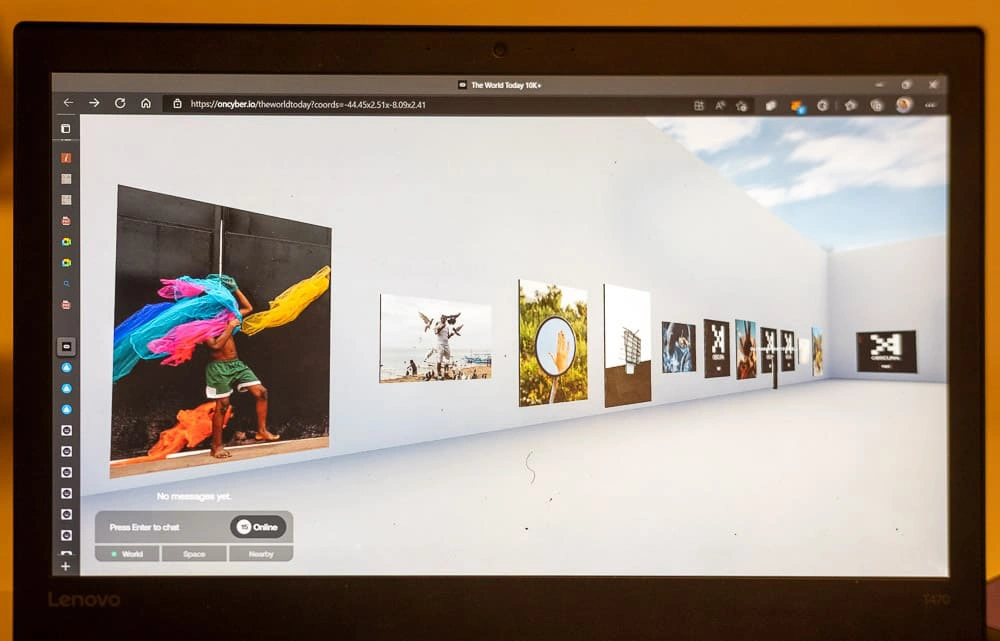 The World Today 10K+
https://oncyber.io/theworldtoday?coords=-44.45x2.51x-8.09x2.41
OBSCURA
No messages yet.
Press Enter to chat
15 Online
World
Space
Nearby
Lenovo
T470